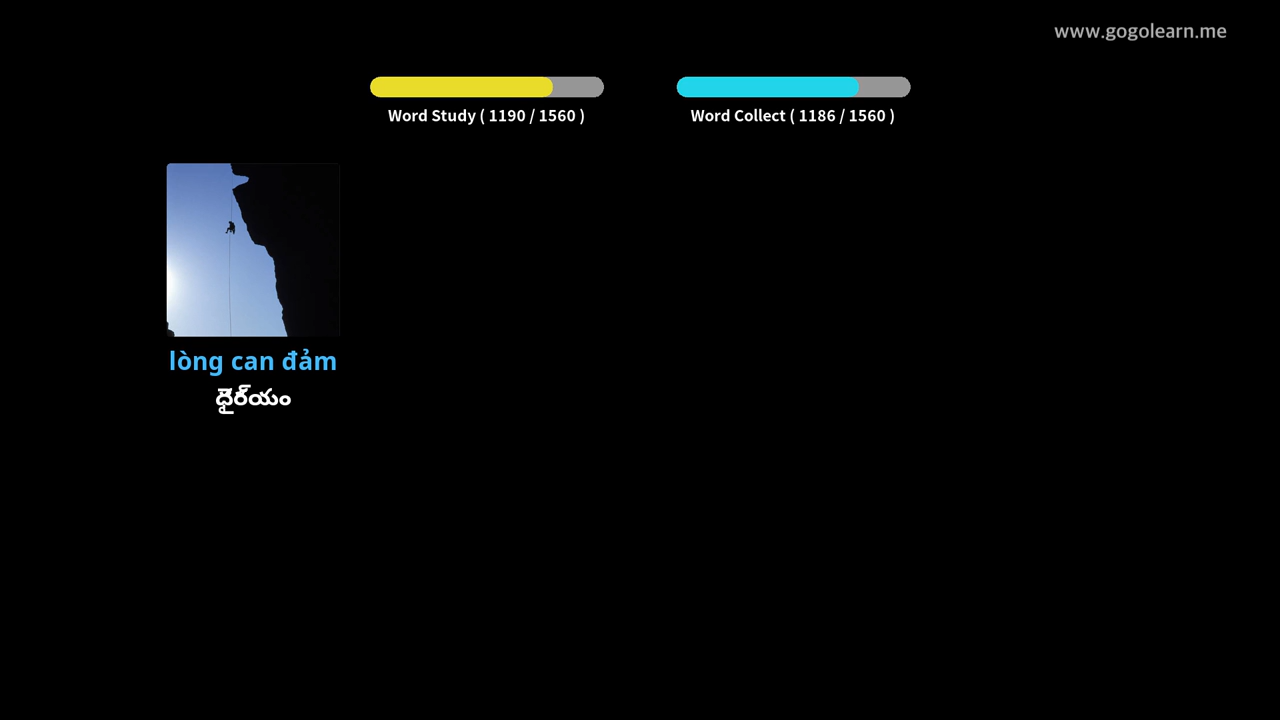 www.gogolearn.me
Word Study ( 1190 / 1560 )
Word Collect ( 1186 / 1560 )
lòng can đảm
ధైర్యం